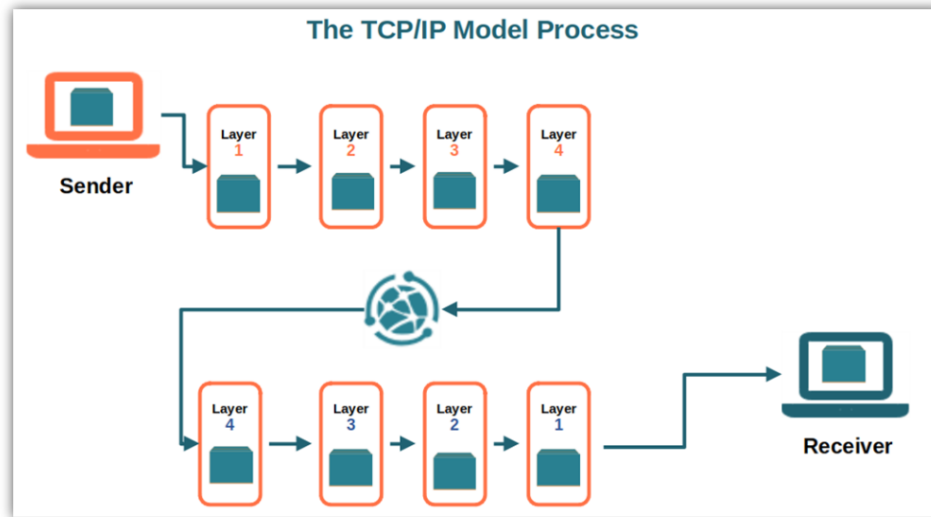 The TCP/IP Model Process
Layer
1
Layer
2
Layer
3
Layer
4
Sender
Layer
4
Layer
3
Layer
2
Layer
1
Receiver